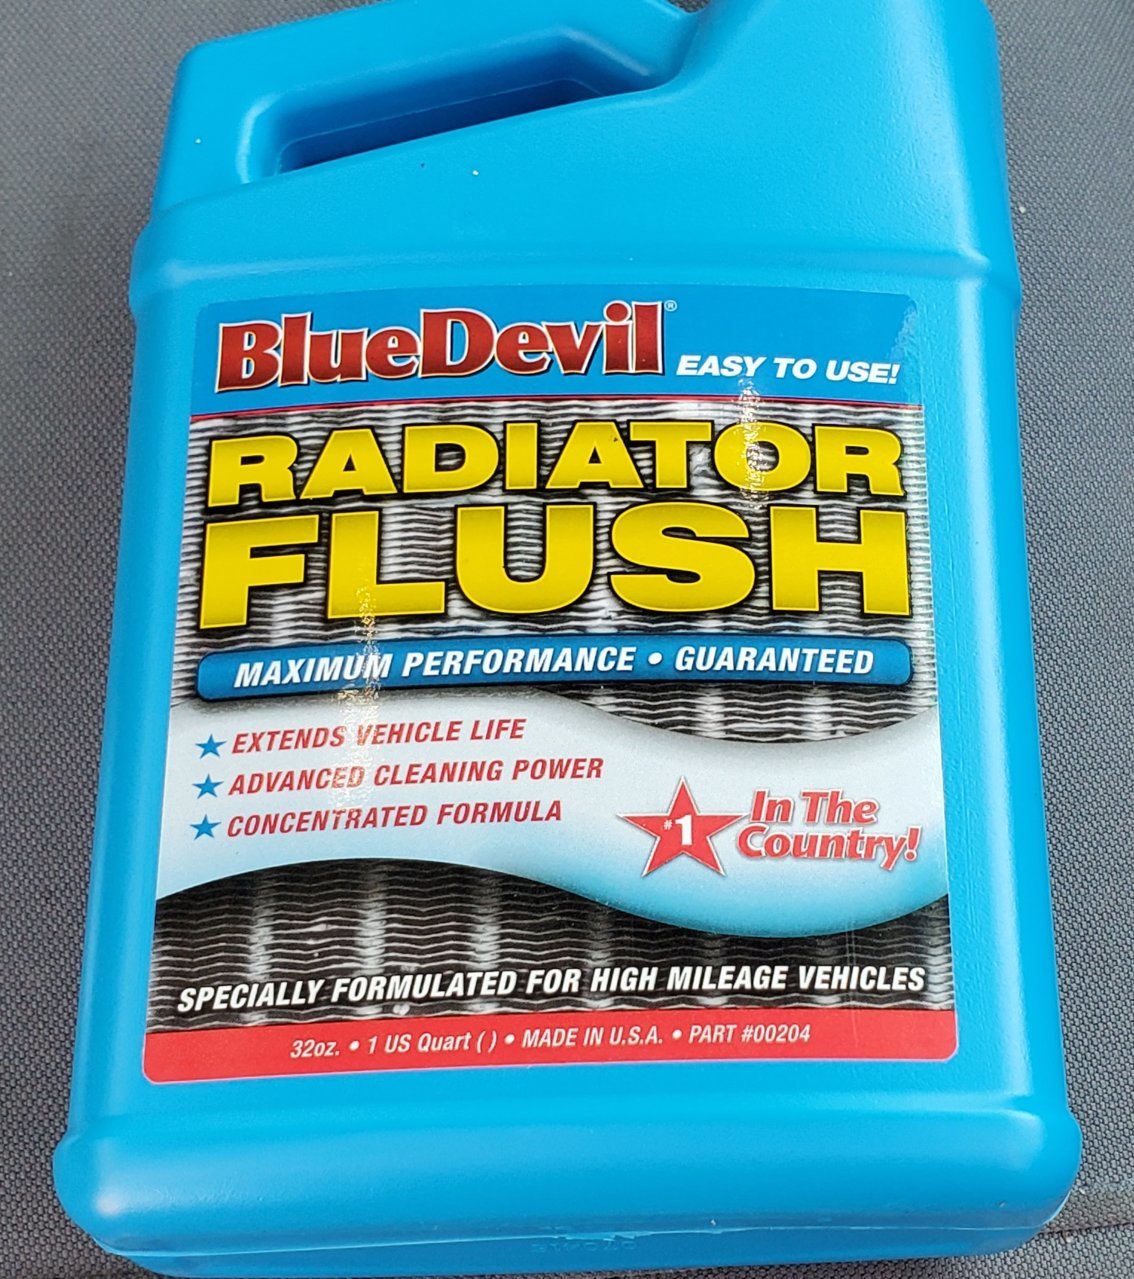 BlueDevil® EASY TO USE!
RADIATOR
FLUSH
MAXIMUM PERFORMANCE • GUARANTEED
★ EXTENDS VEHICLE LIFE
★ ADVANCED CLEANING POWER
★ CONCENTRATED FORMULA
#1 In The
Country!
SPECIALLY FORMULATED FOR HIGH MILEAGE VEHICLES
32oz. • 1 US Quart ( ) • MADE IN U.S.A. • PART #00204